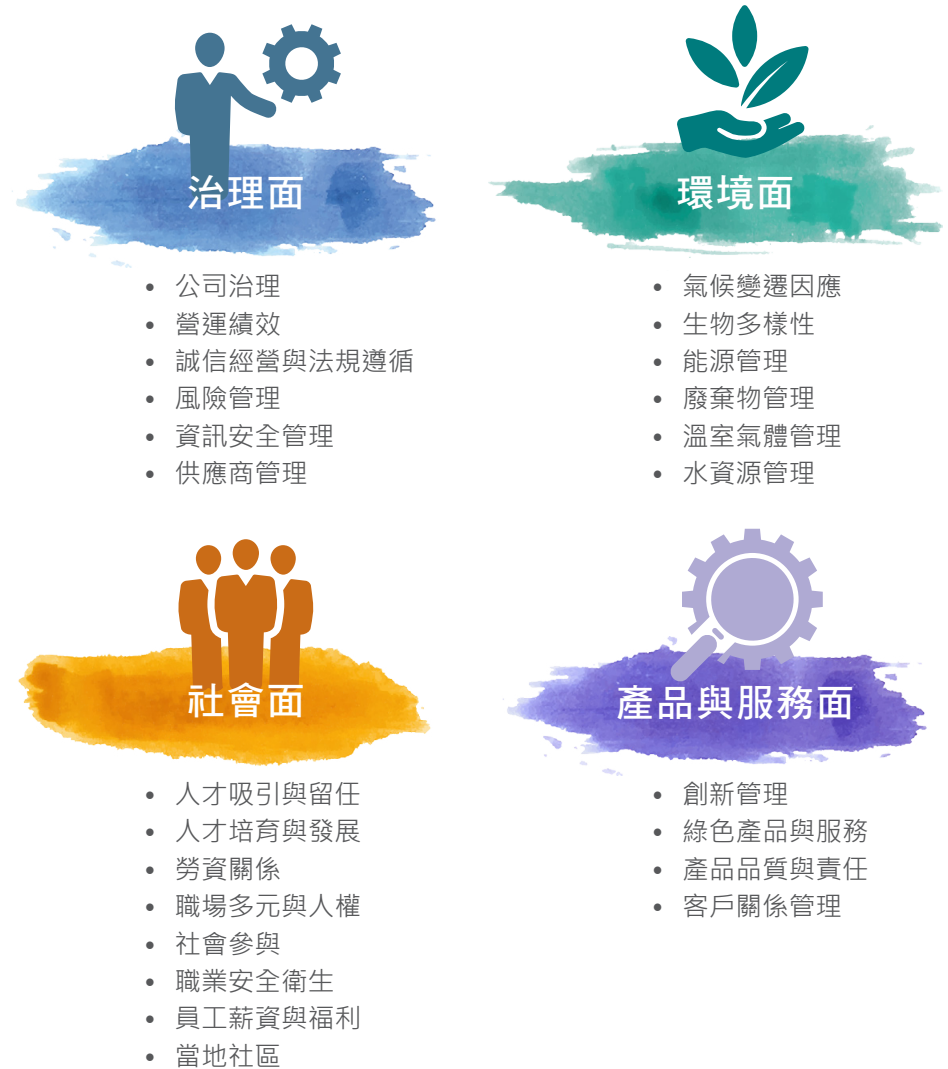 治理面
• 公司治理
• 營運績效
• 誠信經營與法規遵循
• 風險管理
• 資訊安全管理
• 供應商管理
環境面
• 氣候變遷因應
• 生物多樣性
• 能源管理
• 廢棄物管理
• 溫室氣體管理
• 水資源管理
社會面
• 人才吸引與留任
• 人才培育與發展
• 勞資關係
• 職場多元與人權
• 社會參與
• 職業安全衛生
• 員工薪資與福利
• 當地社區
產品與服務面
• 創新管理
• 綠色產品與服務
• 產品品質與責任
• 客戶關係管理